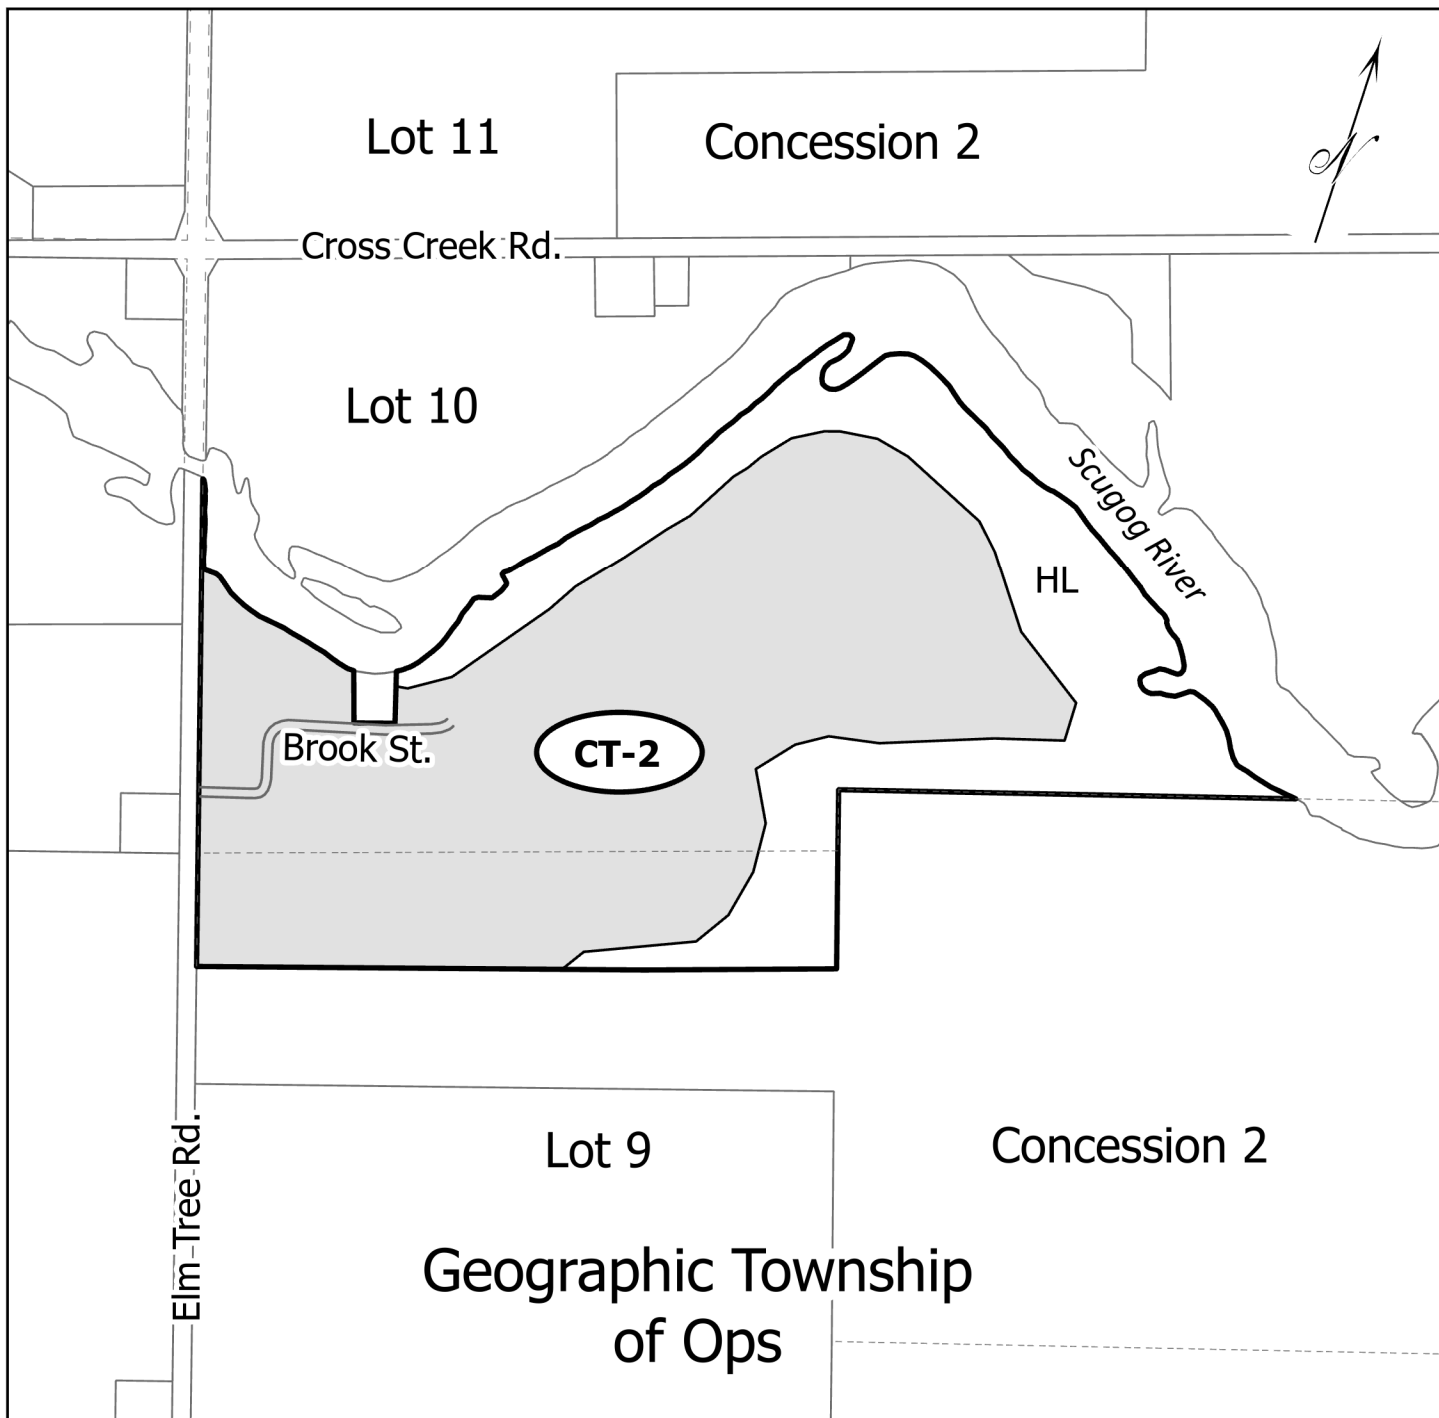 Lot 11
Concession 2
N
Cross Creek Rd.
Lot 10
Scugog River
HL
Brook St.
CT-2
Elm Tree Rd.
Lot 9
Concession 2
Geographic Township
of Ops